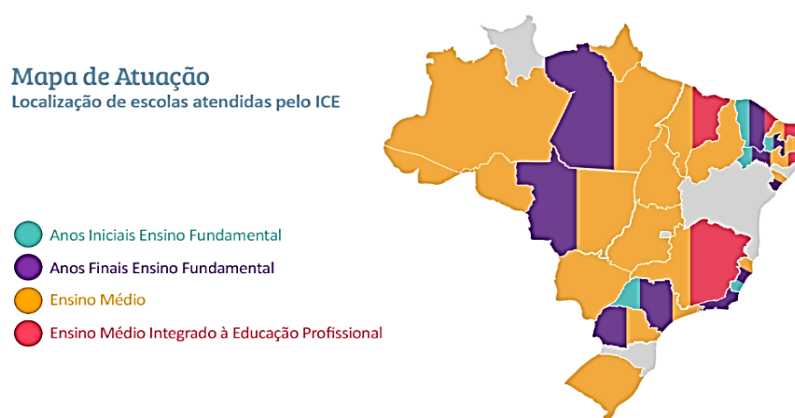 Mapa de Atuação
Localização de escolas atendidas pelo ICE
Anos Iniciais Ensino Fundamental
Anos Finais Ensino Fundamental
Ensino Médio
Ensino Médio Integrado à Educação Profissional